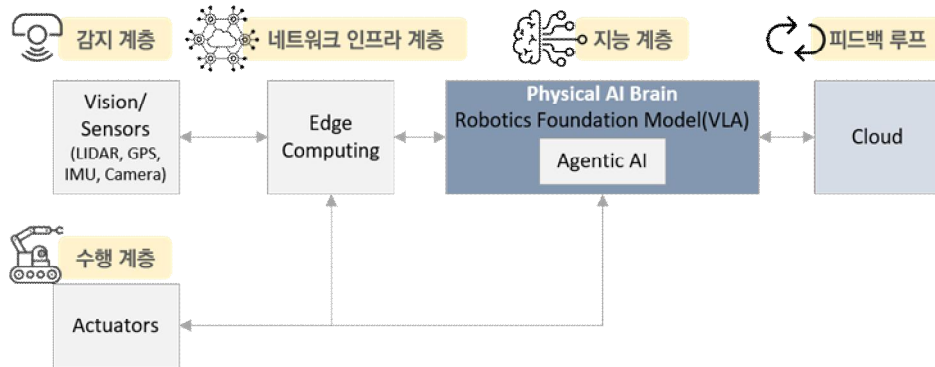 감지 계층
네트워크 인프라 계층
지능 계층
피드백 루프
Vision/
Sensors
(LIDAR, GPS,
IMU, Camera)
Edge
Computing
Physical AI Brain
Robotics Foundation Model(VLA)
Agentic AI
Cloud
수행 계층
Actuators